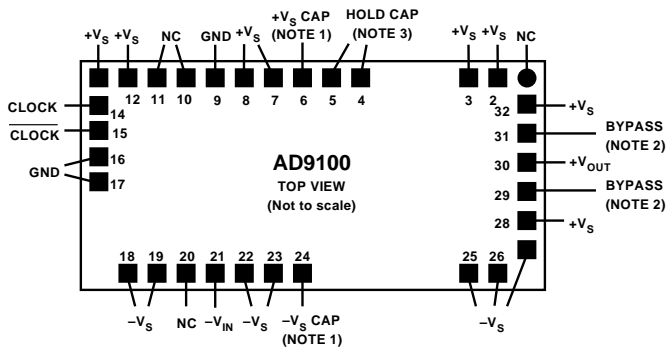 +VS CAP HOLD CAP
+VS +VS NC GND +VS (NOTE 1) (NOTE 3) +VS +VS NC
12 11 10 9 8 7 6 5 4 3 2
CLOCK 14 32 +VS
CLOCK 15 31 BYPASS
(NOTE 2)
16 AD9100 30 +VOUT
GND TOP VIEW BYPASS
17 (Not to scale) 29 (NOTE 2)
28 +VS
18 19 20 21 22 23 24 25 26
–VS NC –VIN –VS –VS CAP –VS
(NOTE 1)